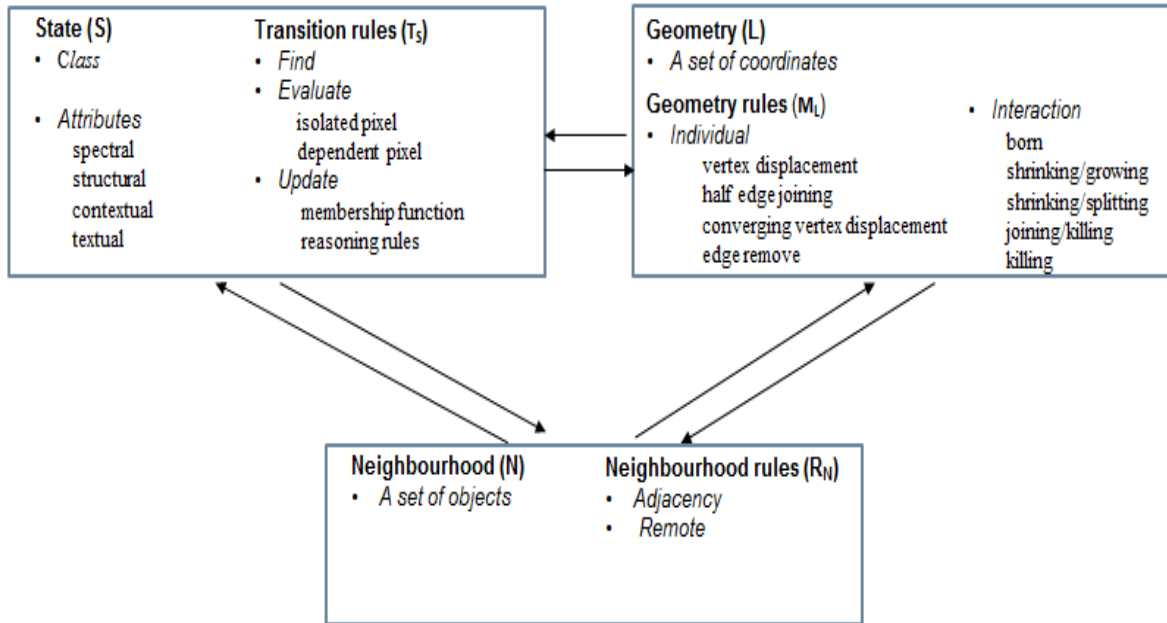 State (S)
• Class
• Attributes
spectral
structural
contextual
textual
Transition rules (TS)
• Find
• Evaluate
isolated pixel
dependent pixel
• Update
membership function
reasoning rules
Geometry (L)
• A set of coordinates
Geometry rules (ML)
• Individual
vertex displacement
half edge joining
converging vertex displacement
edge remove
• Interaction
born
shrinking/growing
shrinking/splitting
joining/killing
killing
Neighbourhood (N)
• A set of objects
Neighbourhood rules (RN)
• Adjacency
• Remote